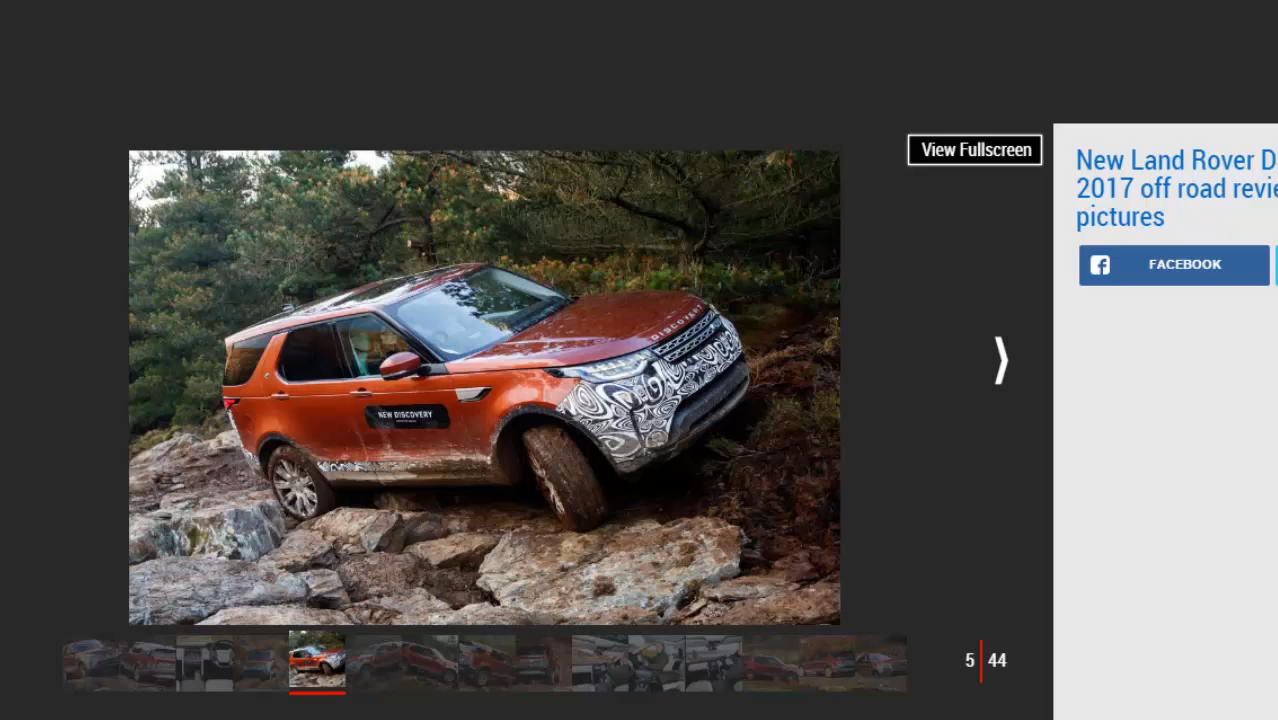 View Fullscreen
New Land Rover D
2017 off road revie
pictures
FACEBOOK
DISCOVERY
NEW DISCOVERY
5 44